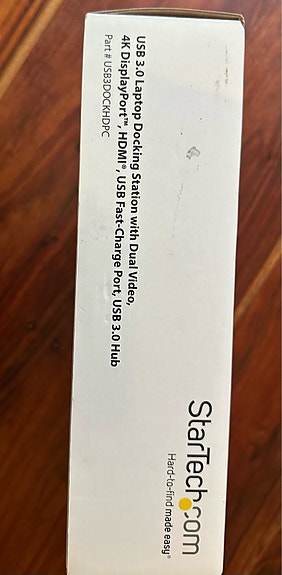 USB 3.0 Laptop Docking Station with Dual Video,
4K DisplayPort™, HDMI®, USB Fast-Charge Port, USB 3.0 Hub
Part # USB3DOCKHDPC
StarTech.com
Hard-to-find made easy®